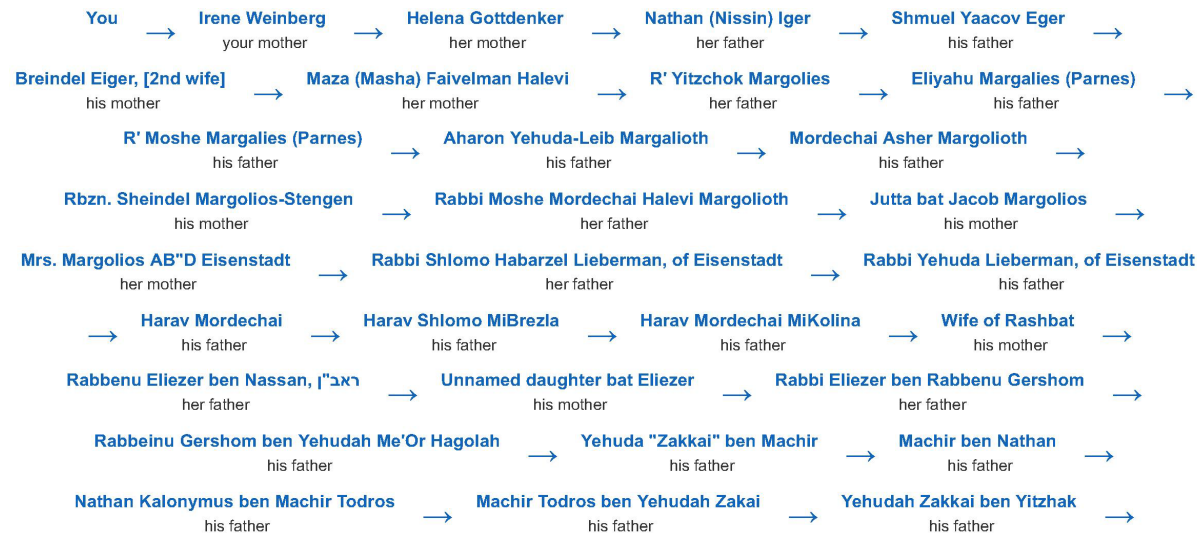 You → Irene Weinberg → Helena Gottdenker → Nathan (Nissin) Iger → Shmuel Yaacov Eger →
your mother her mother her father his father
Breindel Eiger, [2nd wife] → Maza (Masha) Faivelman Halevi → R' Yitzchok Margolies → Eliyahu Margalies (Parnes) →
his mother her mother her father his father
R' Moshe Margalies (Parnes) → Aharon Yehuda-Leib Margalioth → Mordechai Asher Margolioth →
his father his father his father
Rbzn. Sheindel Margolios-Stengen → Rabbi Moshe Mordechai Halevi Margolioth → Jutta bat Jacob Margolios →
his mother her father his mother
Mrs. Margolios AB"D Eisenstadt → Rabbi Shlomo Habarzel Lieberman, of Eisenstadt → Rabbi Yehuda Lieberman, of Eisenstadt
her mother her father his father
→ Harav Mordechai → Harav Shlomo MiBrezla → Harav Mordechai MiKolina → Wife of Rashbat →
his father his father his father his mother
Rabbenu Eliezer ben Nassan, ראב"ן → Unnamed daughter bat Eliezer → Rabbi Eliezer ben Rabbenu Gershom →
her father his mother her father
Rabbeinu Gershom ben Yehudah Me'Or Hagolah → Yehuda "Zakkai" ben Machir → Machir ben Nathan →
his father his father his father
Nathan Kalonymus ben Machir Todros → Machir Todros ben Yehudah Zakai → Yehudah Zakkai ben Yitzhak →
his father his father his father